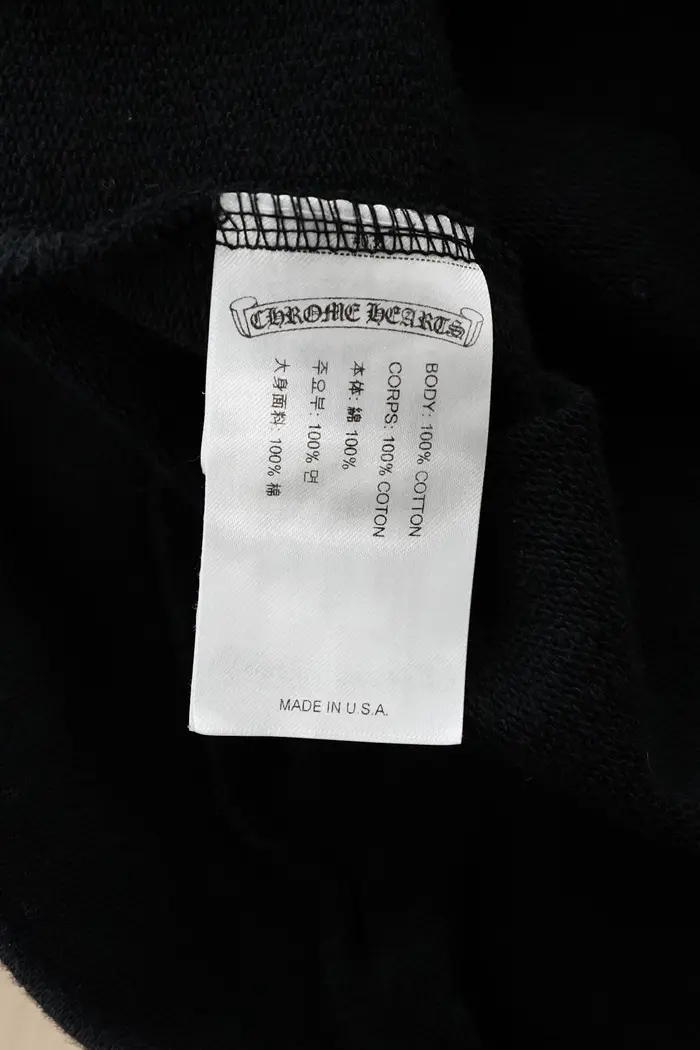 CHROME HEARTS
BODY: 100% COTTON
CORPS: 100% COTON
本体: 綿 100%
주요부: 100% 면
大身面料: 100% 棉
MADE IN U.S.A.